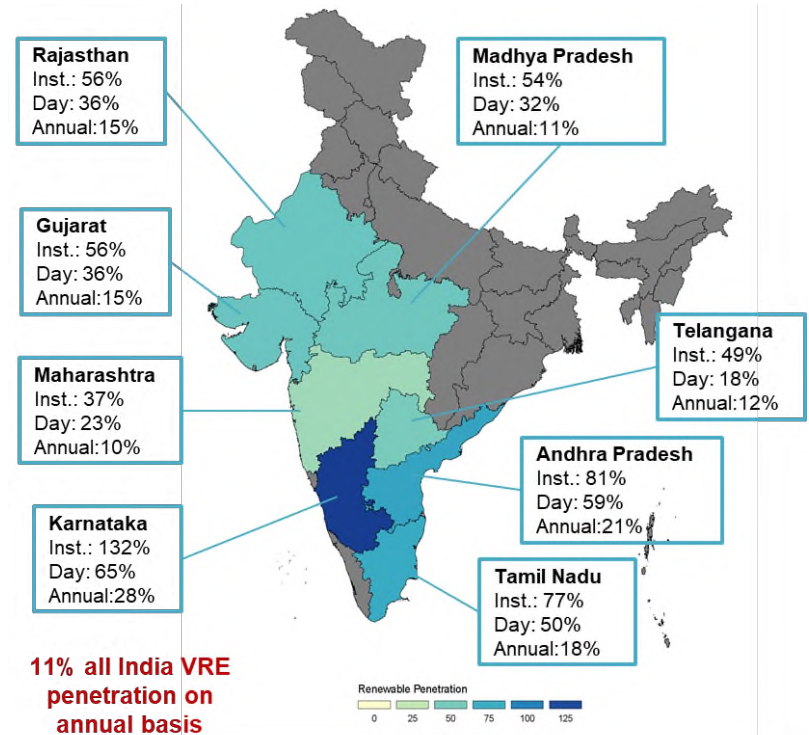 Rajasthan
Inst.: 56%
Day: 36%
Annual:15%
Madhya Pradesh
Inst.: 54%
Day: 32%
Annual:11%
Gujarat
Inst.: 56%
Day: 36%
Annual:15%
Telangana
Inst.: 49%
Day: 18%
Annual:12%
Maharashtra
Inst.: 37%
Day: 23%
Annual:10%
Andhra Pradesh
Inst.: 81%
Day: 59%
Annual:21%
Karnataka
Inst.: 132%
Day: 65%
Annual:28%
Tamil Nadu
Inst.: 77%
Day: 50%
Annual:18%
11% all India VRE
penetration on
annual basis
Renewable Penetration
0 25 50 75 100 125